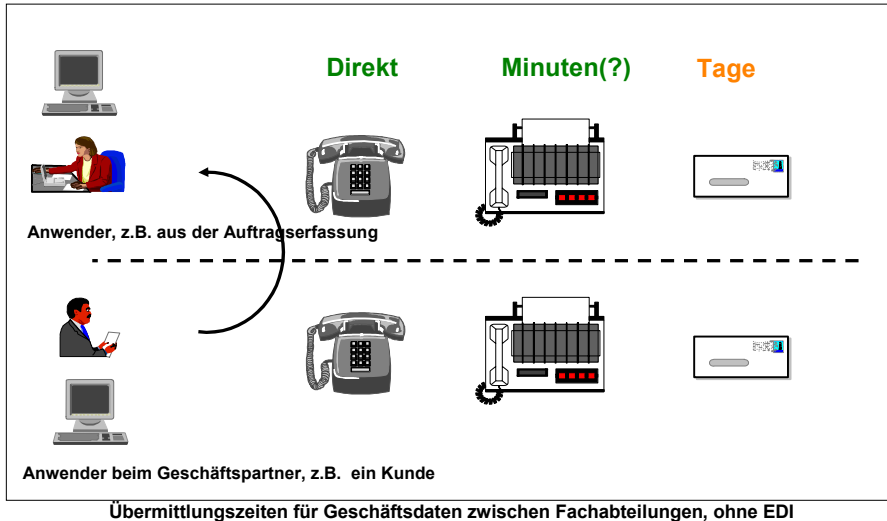 Direkt Minuten(?) Tage
Anwender, z.B. aus der Auftragserfassung
Anwender beim Geschäftspartner, z.B. ein Kunde
Übermittlungszeiten für Geschäftsdaten zwischen Fachabteilungen, ohne EDI